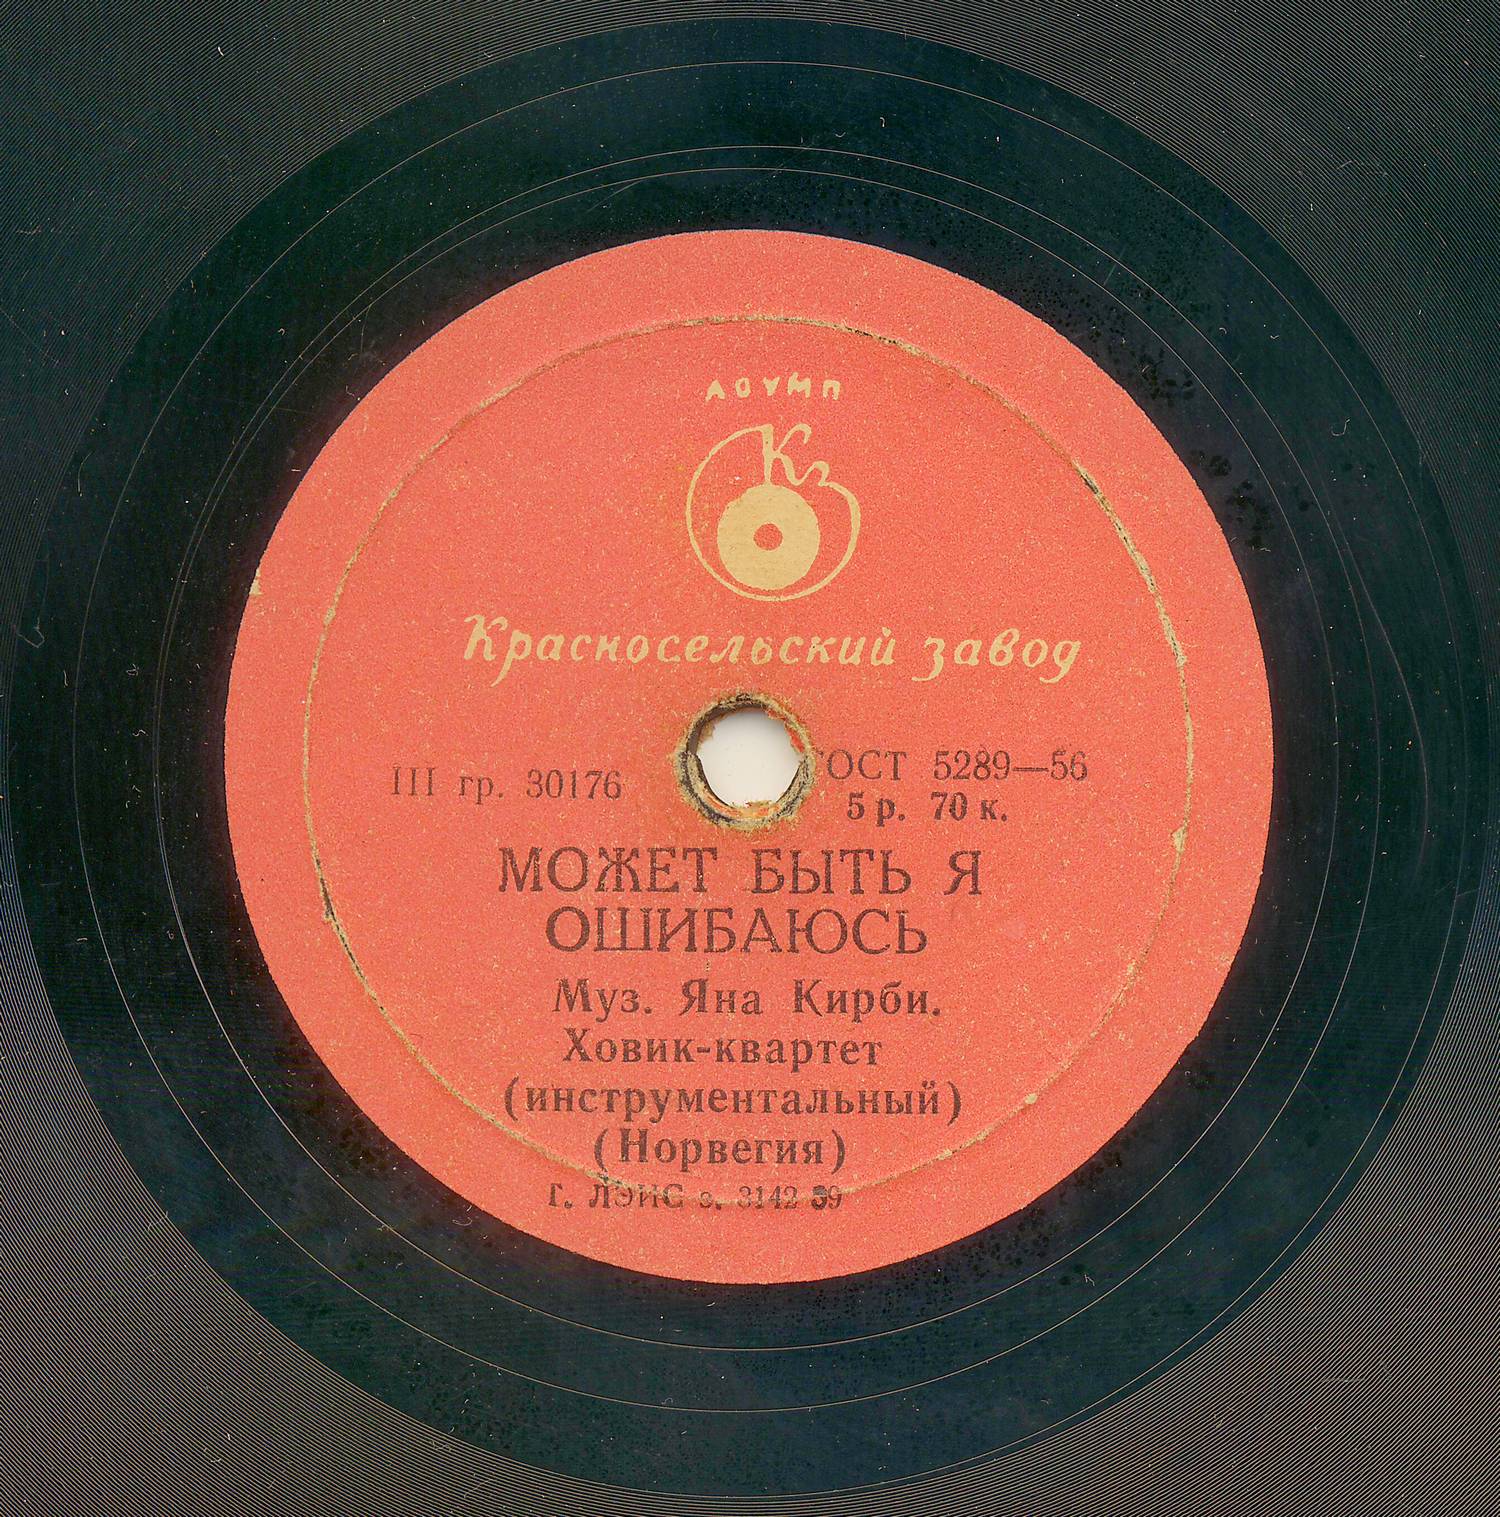 ЛОУМП
Кз
Красносельский завод
III гр. 30176
ГОСТ 5289—56
5 р. 70 к.
МОЖЕТ БЫТЬ Я
ОШИБАЮСЬ
Муз. Яна Кирби.
Ховик-квартет
(инструментальный)
(Норвегия)
Г. ЛЭИС з. 3142 59